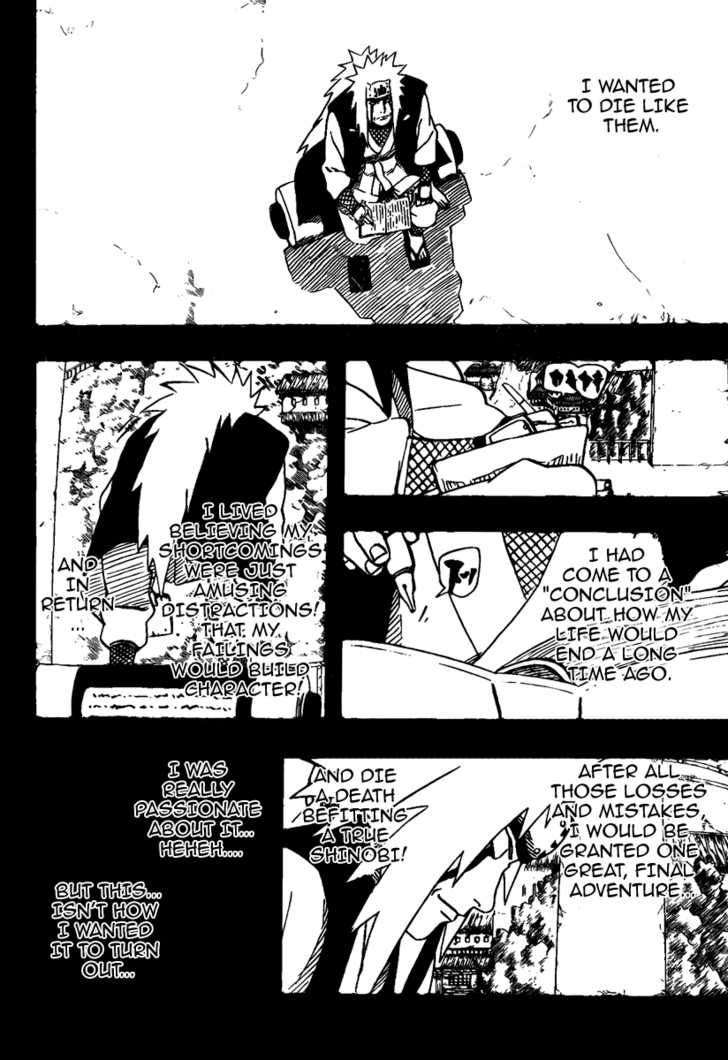 I WANTED
TO DIE LIKE
THEM.
I HAD
COME TO A
"CONCLUSION"
ABOUT HOW MY
LIFE WOULD
END A LONG
TIME AGO.
I LIVED
BELIEVING MY
SHORTCOMINGS
WERE JUST
AMUSING
DISTRACTIONS!
THAT MY
FAILINGS
WOULD BUILD
CHARACTER!
AND
IN
RETURN
...
AFTER ALL
THOSE LOSSES
AND MISTAKES,
I WOULD BE
GRANTED ONE
GREAT, FINAL
ADVENTURE...
AND DIE
A DEATH
BEFITTING
A TRUE
SHINOBI!
I WAS
REALLY
PASSIONATE
ABOUT IT...
HEHEH....
BUT THIS...
ISN'T HOW
I WANTED
IT TO TURN
OUT...